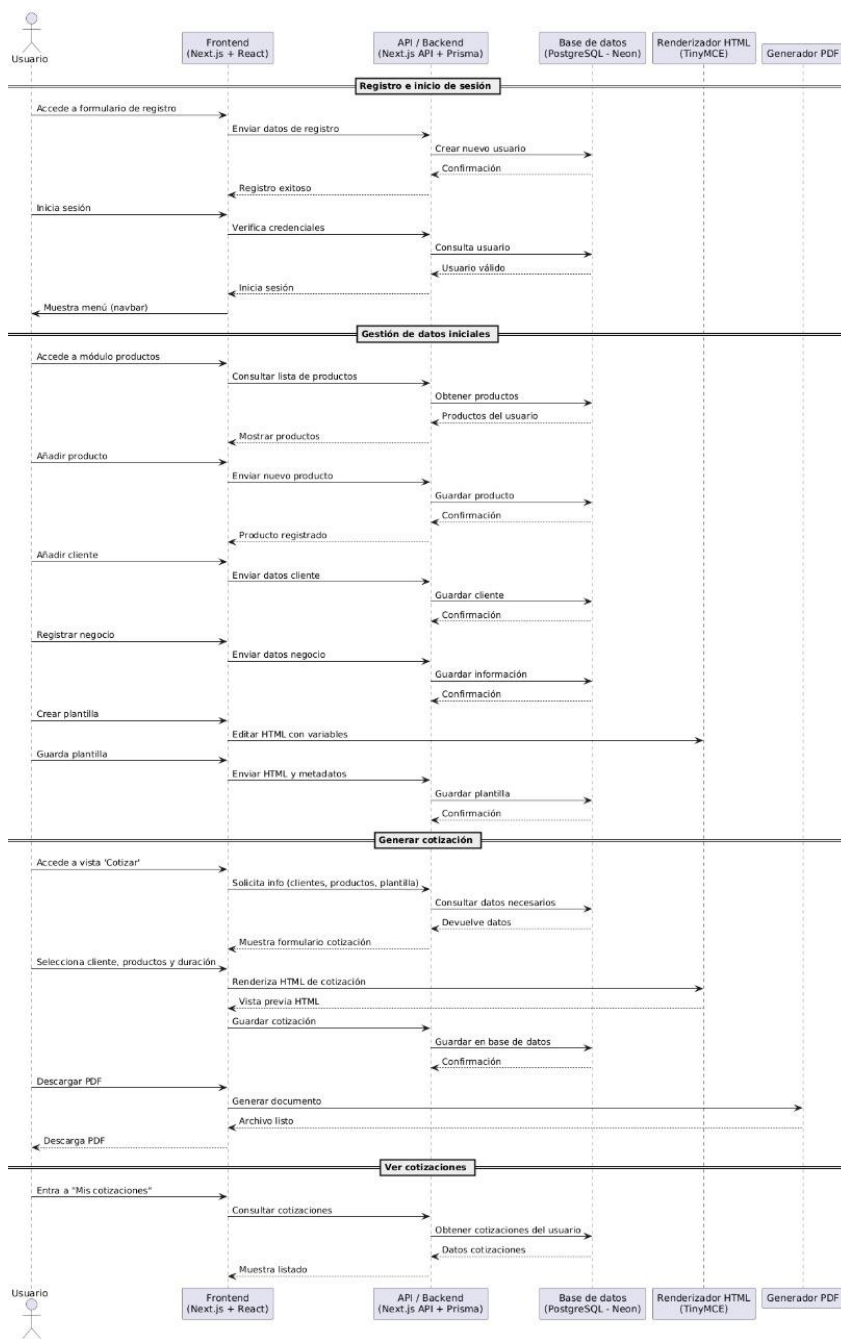 Usuario
Frontend
(Next.js + React)
API / Backend
(Next.js API + Prisma)
Base de datos
(PostgreSQL - Neon)
Renderizador HTML
(TinyMCE)
Generador PDF
Registro e inicio de sesión
Accede a formulario de registro
Enviar datos de registro
Crear nuevo usuario
Confirmación
Registro exitoso
Inicia sesión
Verifica credenciales
Consulta usuario
Usuario válido
Inicia sesión
Muestra menú (navbar)
Gestión de datos iniciales
Accede a módulo productos
Consultar lista de productos
Obtener productos
Productos del usuario
Mostrar productos
Añadir producto
Enviar nuevo producto
Guardar producto
Confirmación
Producto registrado
Añadir cliente
Enviar datos cliente
Guardar cliente
Confirmación
Registrar negocio
Enviar datos negocio
Guardar información
Confirmación
Crear plantilla
Editar HTML con variables
Guarda plantilla
Enviar HTML y metadatos
Guardar plantilla
Confirmación
Generar cotización
Accede a vista 'Cotizar'
Solicita info (clientes, productos, plantilla)
Consultar datos necesarios
Devuelve datos
Muestra formulario cotización
Selecciona cliente, productos y duración
Renderiza HTML de cotización
Vista previa HTML
Guardar cotización
Guardar en base de datos
Confirmación
Descargar PDF
Generar documento
Archivo listo
Descarga PDF
Ver cotizaciones
Entra a "Mis cotizaciones"
Consultar cotizaciones
Obtener cotizaciones del usuario
Datos cotizaciones
Muestra listado
Usuario
Frontend
(Next.js + React)
API / Backend
(Next.js API + Prisma)
Base de datos
(PostgreSQL - Neon)
Renderizador HTML
(TinyMCE)
Generador PDF